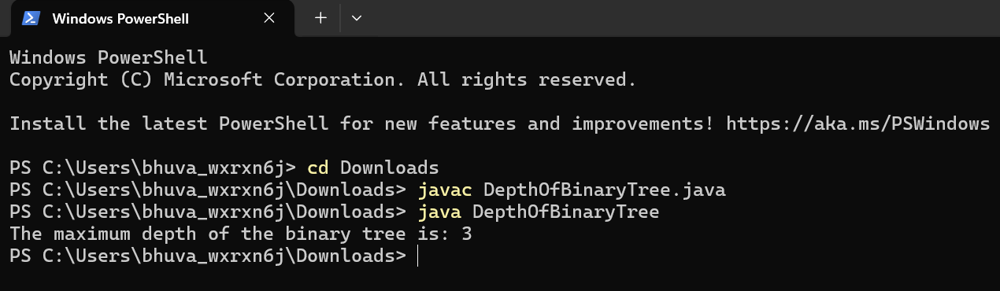 Windows PowerShell
Windows PowerShell
Copyright (C) Microsoft Corporation. All rights reserved.
Install the latest PowerShell for new features and improvements! https://aka.ms/PSWindows
PS C:\Users\bhuva_wxrxn6j> cd Downloads
PS C:\Users\bhuva_wxrxn6j\Downloads> javac DepthOfBinaryTree.java
PS C:\Users\bhuva_wxrxn6j\Downloads> java DepthOfBinaryTree
The maximum depth of the binary tree is: 3
PS C:\Users\bhuva_wxrxn6j\Downloads>